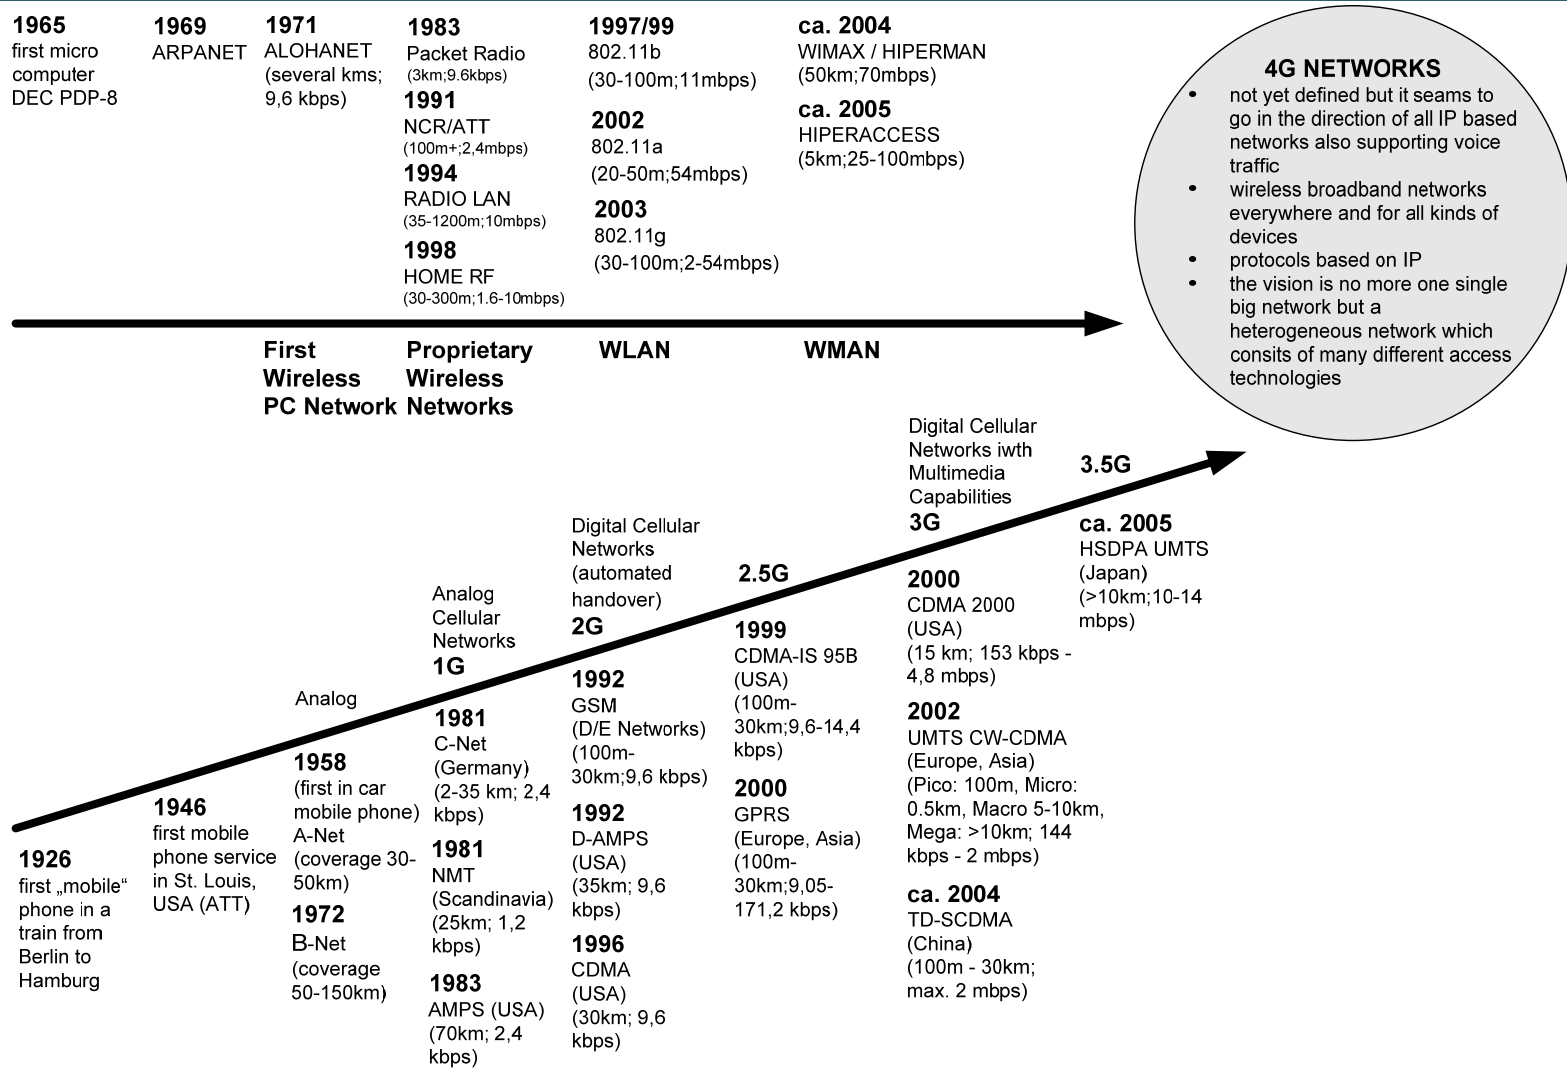 1965
first micro
computer
DEC PDP-8
1969
ARPANET
1971
ALOHANET
(several kms;
9,6 kbps)
1983
Packet Radio
(3km;9.6kbps)
1991
NCR/ATT
(100m+;2,4mbps)
1994
RADIO LAN
(35-1200m;10mbps)
1998
HOME RF
(30-300m;1.6-10mbps)
1997/99
802.11b
(30-100m;11mbps)
2002
802.11a
(20-50m;54mbps)
2003
802.11g
(30-100m;2-54mbps)
ca. 2004
WIMAX / HIPERMAN
(50km;70mbps)
ca. 2005
HIPERACCESS
(5km;25-100mbps)
4G NETWORKS
• not yet defined but it seams to
go in the direction of all IP based
networks also supporting voice
traffic
• wireless broadband networks
everywhere and for all kinds of
devices
• protocols based on IP
• the vision is no more one single
big network but a
heterogeneous network which
consits of many different access
technologies
First
Wireless
PC Network
Proprietary
Wireless
Networks
WLAN
WMAN
1926
first „mobile“
phone in a
train from
Berlin to
Hamburg
1946
first mobile
phone service
in St. Louis,
USA (ATT)
Analog
1958
(first in car
mobile phone)
A-Net
(coverage 30-
50km)
1972
B-Net
(coverage
50-150km)
Analog
Cellular
Networks
1G
1981
C-Net
(Germany)
(2-35 km; 2,4
kbps)
1981
NMT
(Scandinavia)
(25km; 1,2
kbps)
1983
AMPS (USA)
(70km; 2,4
kbps)
Digital Cellular
Networks
(automated
handover)
2G
1992
GSM
(D/E Networks)
(100m-
30km;9,6 kbps)
1992
D-AMPS
(USA)
(35km; 9,6
kbps)
1996
CDMA
(USA)
(30km; 9,6
kbps)
2.5G
1999
CDMA-IS 95B
(USA)
(100m-
30km;9,6-14,4
kbps)
2000
GPRS
(Europe, Asia)
(100m-
30km;9,05-
171,2 kbps)
Digital Cellular
Networks iwth
Multimedia
Capabilities
3G
2000
CDMA 2000
(USA)
(15 km; 153 kbps -
4,8 mbps)
2002
UMTS CW-CDMA
(Europe, Asia)
(Pico: 100m, Micro:
0.5km, Macro 5-10km,
Mega: >10km; 144
kbps - 2 mbps)
ca. 2004
TD-SCDMA
(China)
(100m - 30km;
max. 2 mbps)
3.5G
ca. 2005
HSDPA UMTS
(Japan)
(>10km;10-14
mbps)